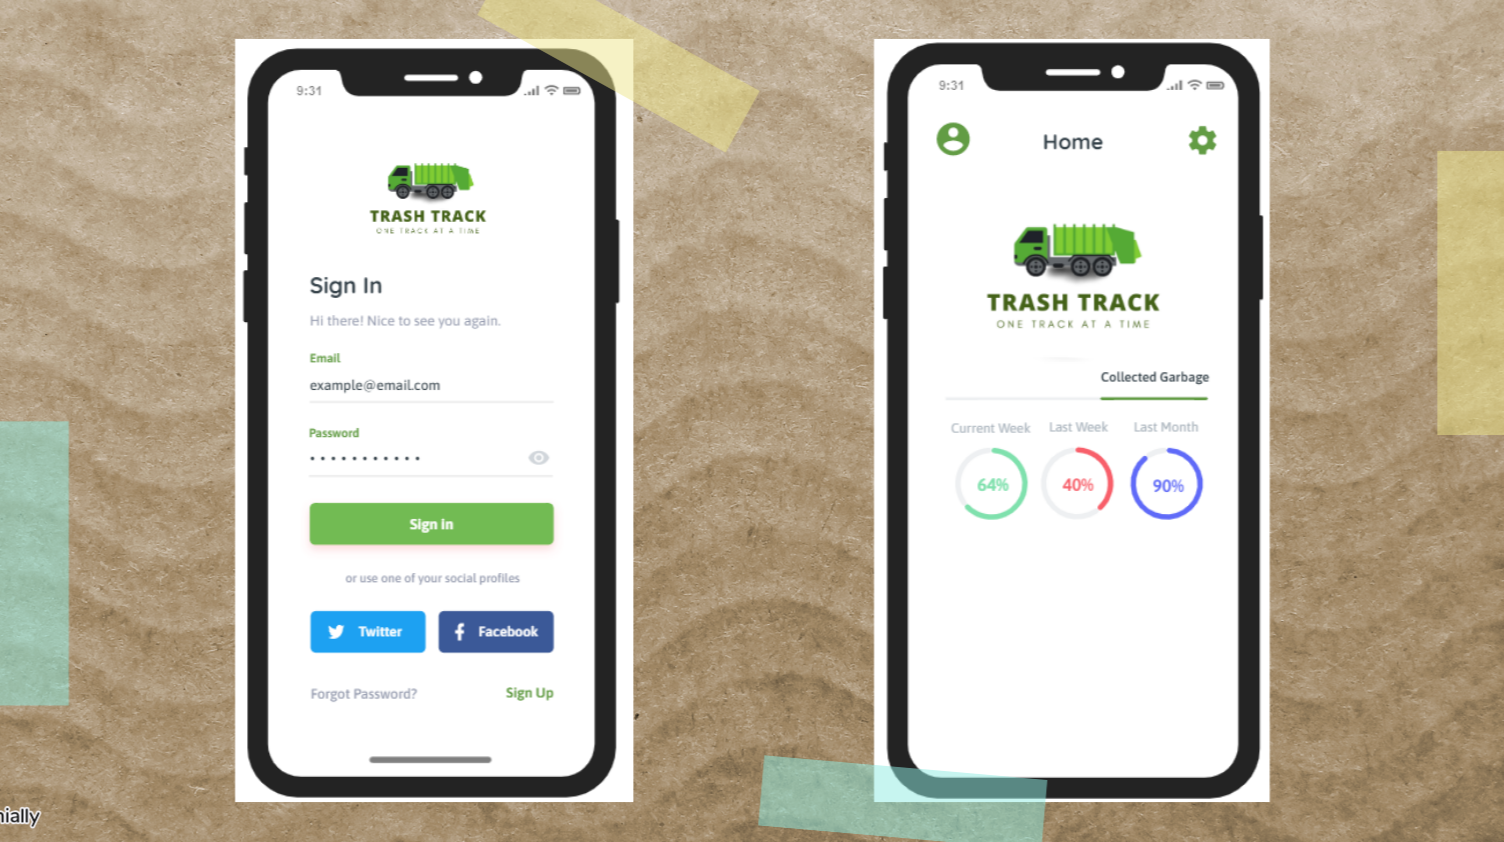 9:31
TRASH TRACK
ONE TRACK AT A TIME
Sign In
Hi there! Nice to see you again.
Email
example@email.com
Password
Sign in
or use one of your social profiles
Twitter Facebook
Forgot Password? Sign Up
9:31
Home
TRASH TRACK
ONE TRACK AT A TIME
Collected Garbage
Current Week Last Week Last Month
64% 40% 90%
nially